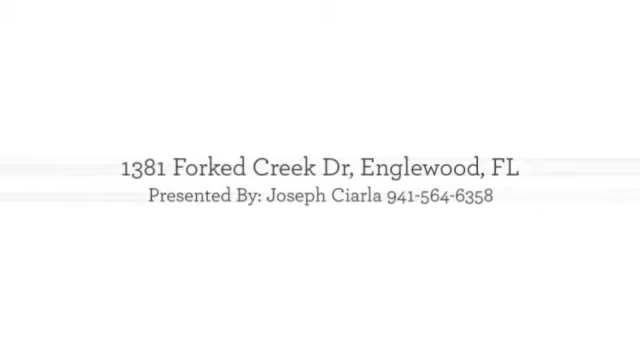 1381 Forked Creek Dr, Englewood, FL
Presented By: Joseph Ciarla 941-564-6358